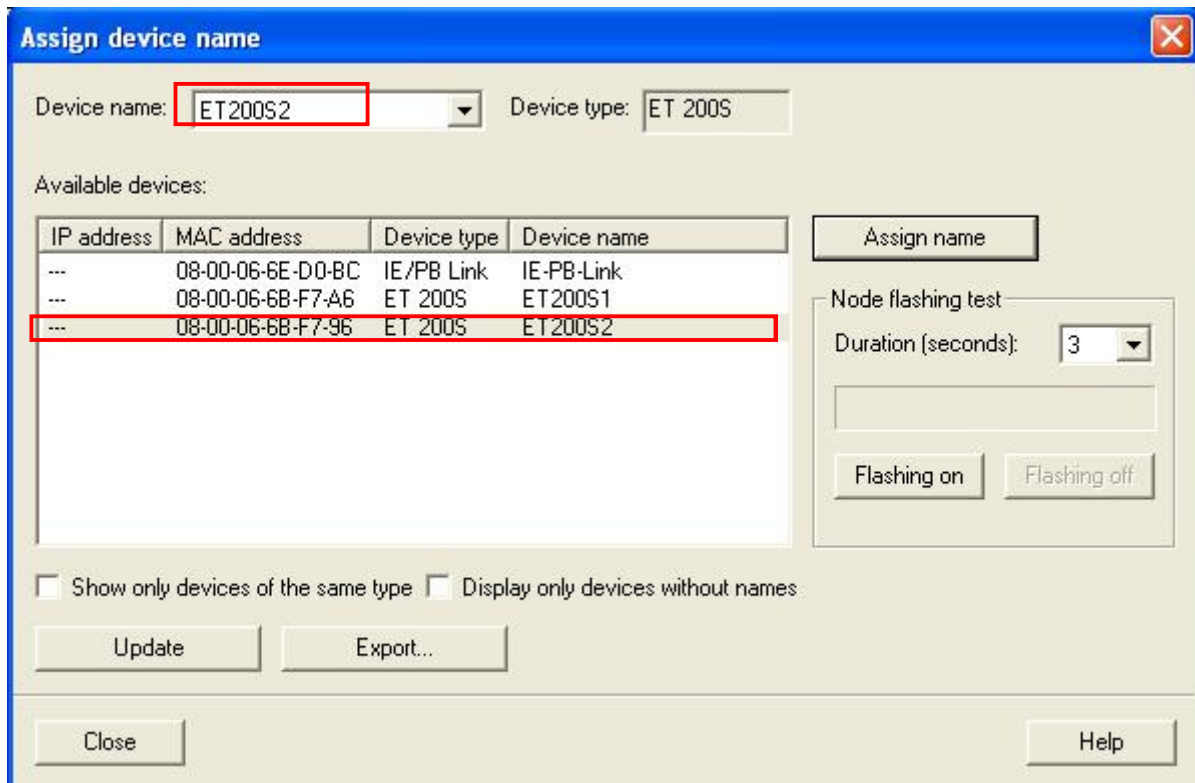 Assign device name
Device name: ET200S2 Device type: ET 200S
Available devices:
IP address MAC address Device type Device name
--- 08-00-06-6E-D0-BC IE/PB Link IE-PB-Link
--- 08-00-06-6B-F7-A6 ET 200S ET200S1
--- 08-00-06-6B-F7-96 ET 200S ET200S2
Assign name
Node flashing test
Duration (seconds): 3
Flashing on Flashing off
Show only devices of the same type Display only devices without names
Update Export...
Close Help